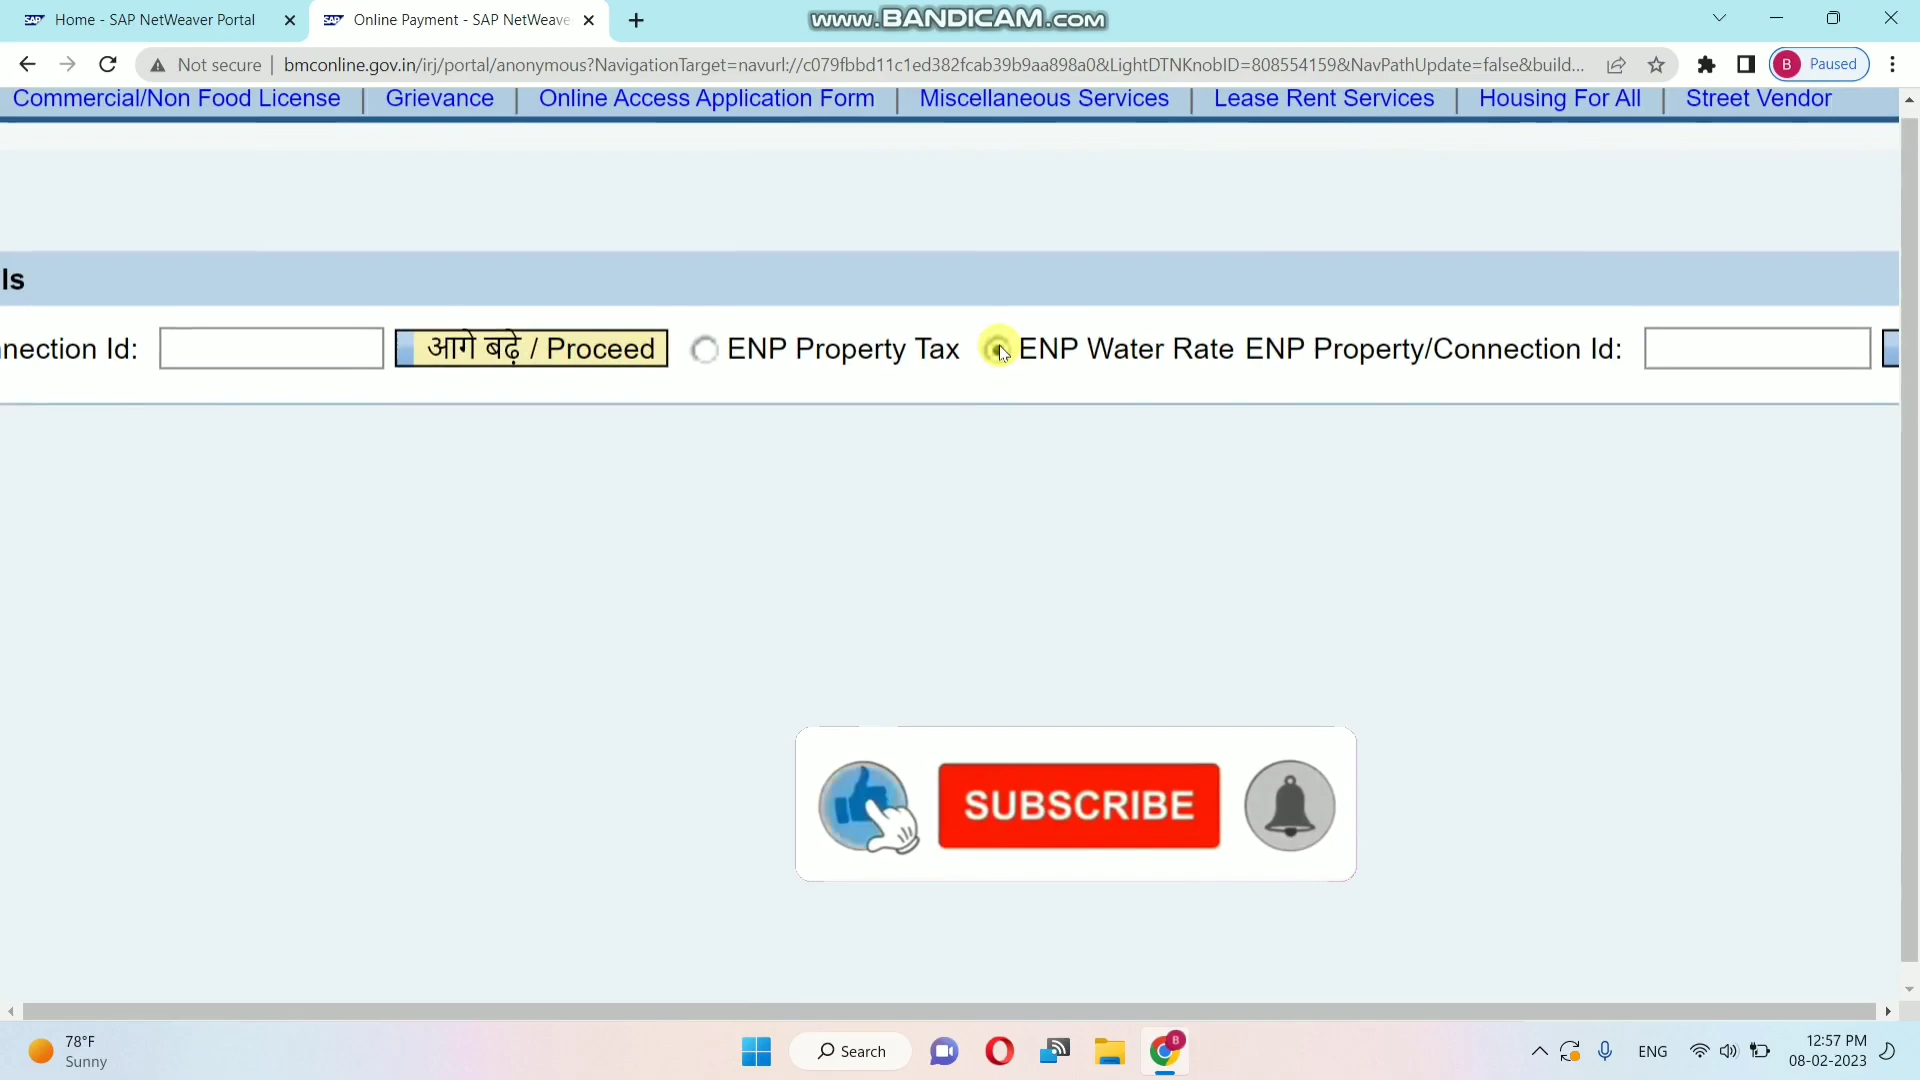 Home - SAP NetWeaver Portal
Online Payment - SAP NetWeave
www.BANDICAM.com
Not secure
bmconline.gov.in/irj/portal/anonymous?NavigationTarget=navurl://c079fbbd11c1ed382fcab39b9aa898a0&LightDTNKnobID=808554159&NavPathUpdate=false&build...
B Paused
Commercial/Non Food License | Grievance | Online Access Application Form | Miscellaneous Services | Lease Rent Services | Housing For All | Street Vendor
ls
nnection Id: आगे बढ़े / Proceed ENP Property Tax ENP Water Rate ENP Property/Connection Id:
SUBSCRIBE
78°F
Sunny
Search
B
ENG
12:57 PM
08-02-2023